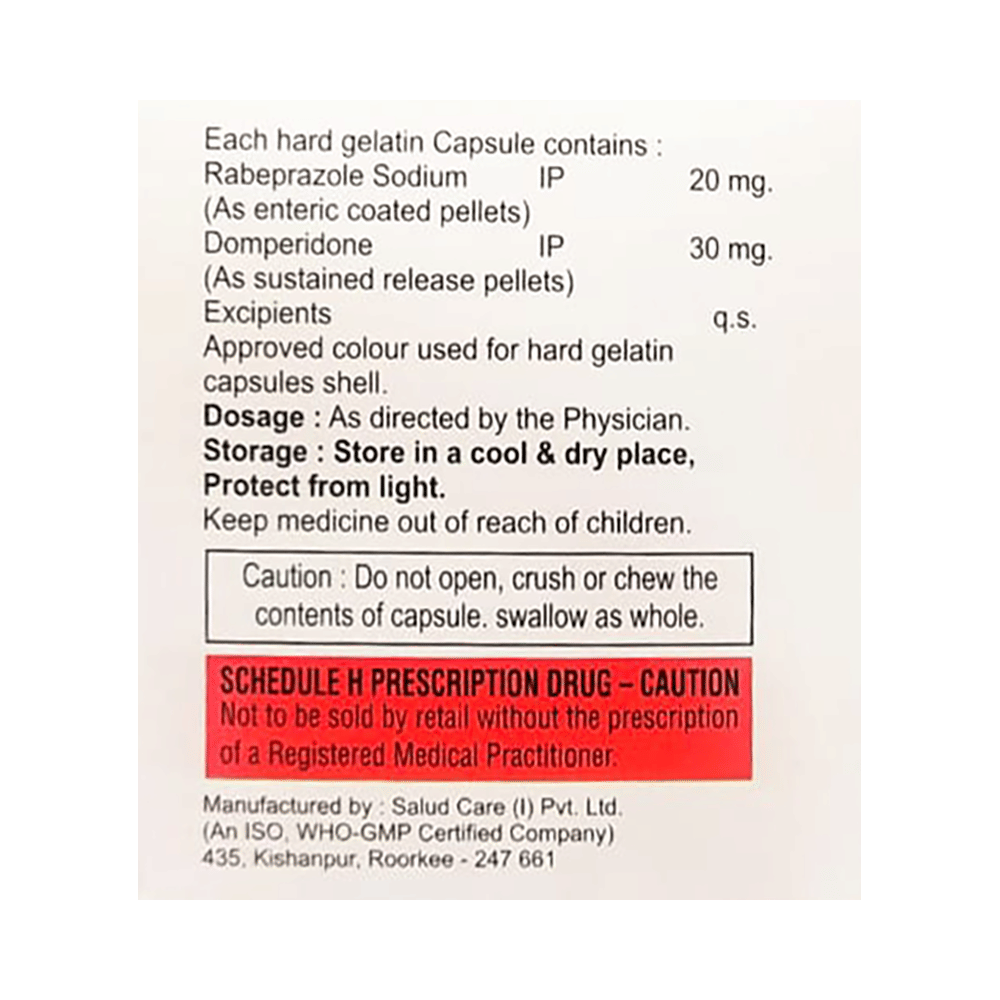 Each hard gelatin Capsule contains :
Rabeprazole Sodium IP 20 mg.
(As enteric coated pellets)
Domperidone IP 30 mg.
(As sustained release pellets)
Excipients q.s.
Approved colour used for hard gelatin
capsules shell.
Dosage : As directed by the Physician.
Storage : Store in a cool & dry place,
Protect from light.
Keep medicine out of reach of children.
Caution : Do not open, crush or chew the
contents of capsule. swallow as whole.
SCHEDULE H PRESCRIPTION DRUG – CAUTION
Not to be sold by retail without the prescription
of a Registered Medical Practitioner.
Manufactured by : Salud Care (I) Pvt. Ltd.
(An ISO, WHO-GMP Certified Company)
435, Kishanpur, Roorkee - 247 661